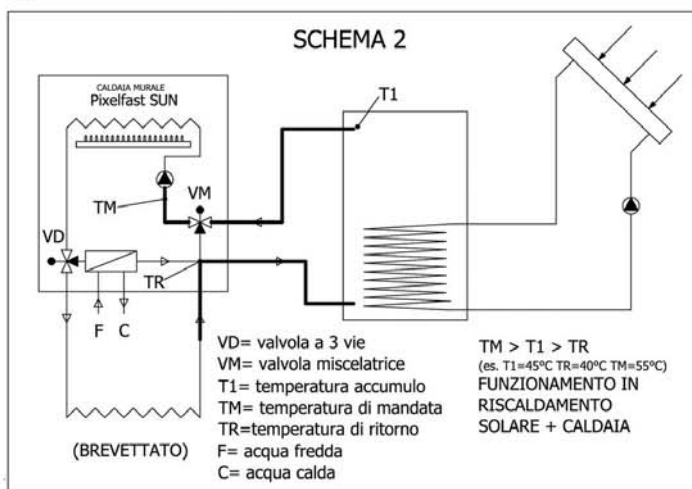 SCHEMA 2
CALDAIA MURALE
Pixelfast SUN
T1
VM
TM
VD
TR
F
C
VD= valvola a 3 vie
VM= valvola miscelatrice
T1= temperatura accumulo
TM= temperatura di mandata
TR=temperatura di ritorno
F= acqua fredda
C= acqua calda
(BREVETTATO)
TM > T1 > TR
(es. T1=45°C TR=40°C TM=55°C)
FUNZIONAMENTO IN
RISCALDAMENTO
SOLARE + CALDAIA